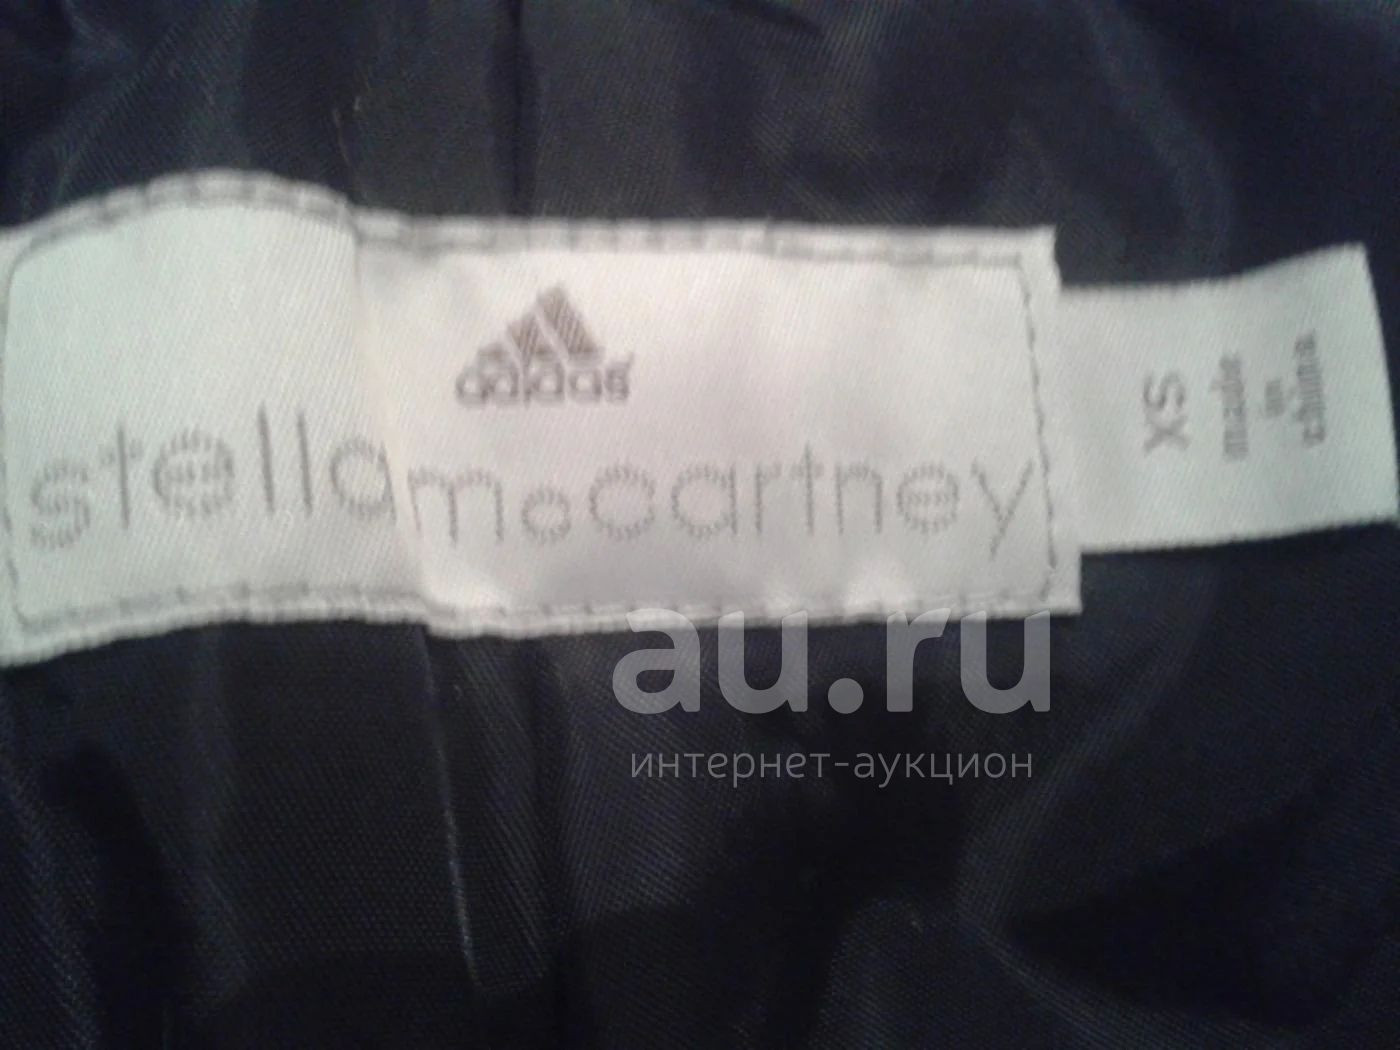 adidas
stella mccartney
XS
made
in
china
au.ru
интернет-аукцион